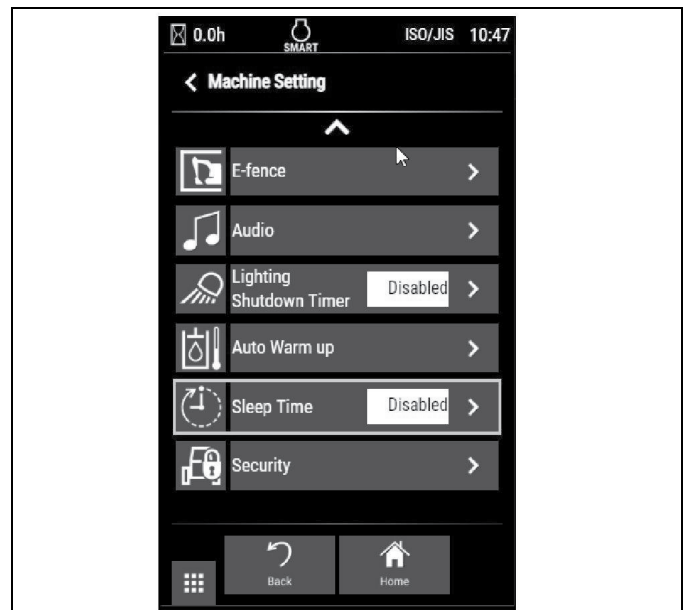 0.0h SMART ISO/JIS 10:47
Machine Setting
E-fence
Audio
Lighting
Shutdown Timer Disabled
Auto Warm up
Sleep Time Disabled
Security
Back Home